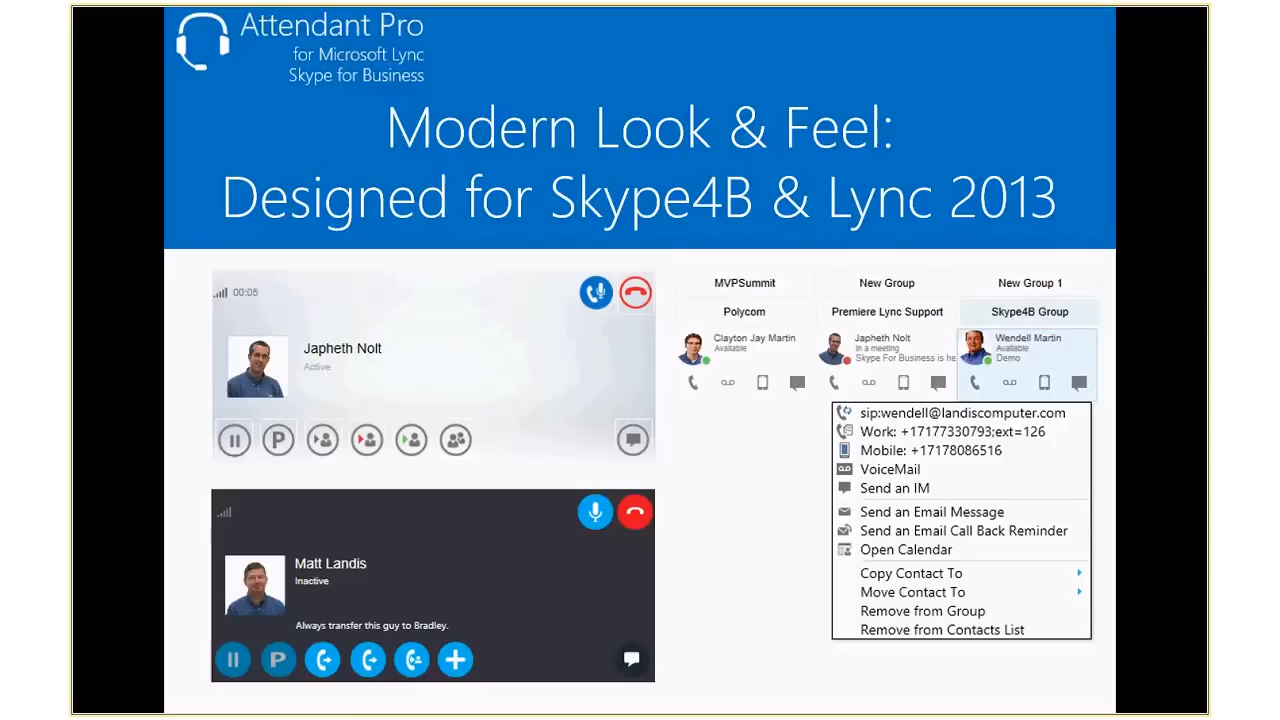 Attendant Pro
for Microsoft Lync
Skype for Business
Modern Look & Feel:
Designed for Skype4B & Lync 2013
00:05
Japheth Nolt
Active
P
Matt Landis
Inactive
Always transfer this guy to Bradley.
P
MVPSummit New Group New Group 1
Polycom Premiere Lync Support Skype4B Group
Clayton Jay Martin
Available
Japheth Nolt
In a meeting
Skype For Business is he
Wendell Martin
Available
Demo
sip:wendell@landiscomputer.com
Work: +17177330793;ext=126
Mobile: +17178086516
VoiceMail
Send an IM
Send an Email Message
Send an Email Call Back Reminder
Open Calendar
Copy Contact To
Move Contact To
Remove from Group
Remove from Contacts List